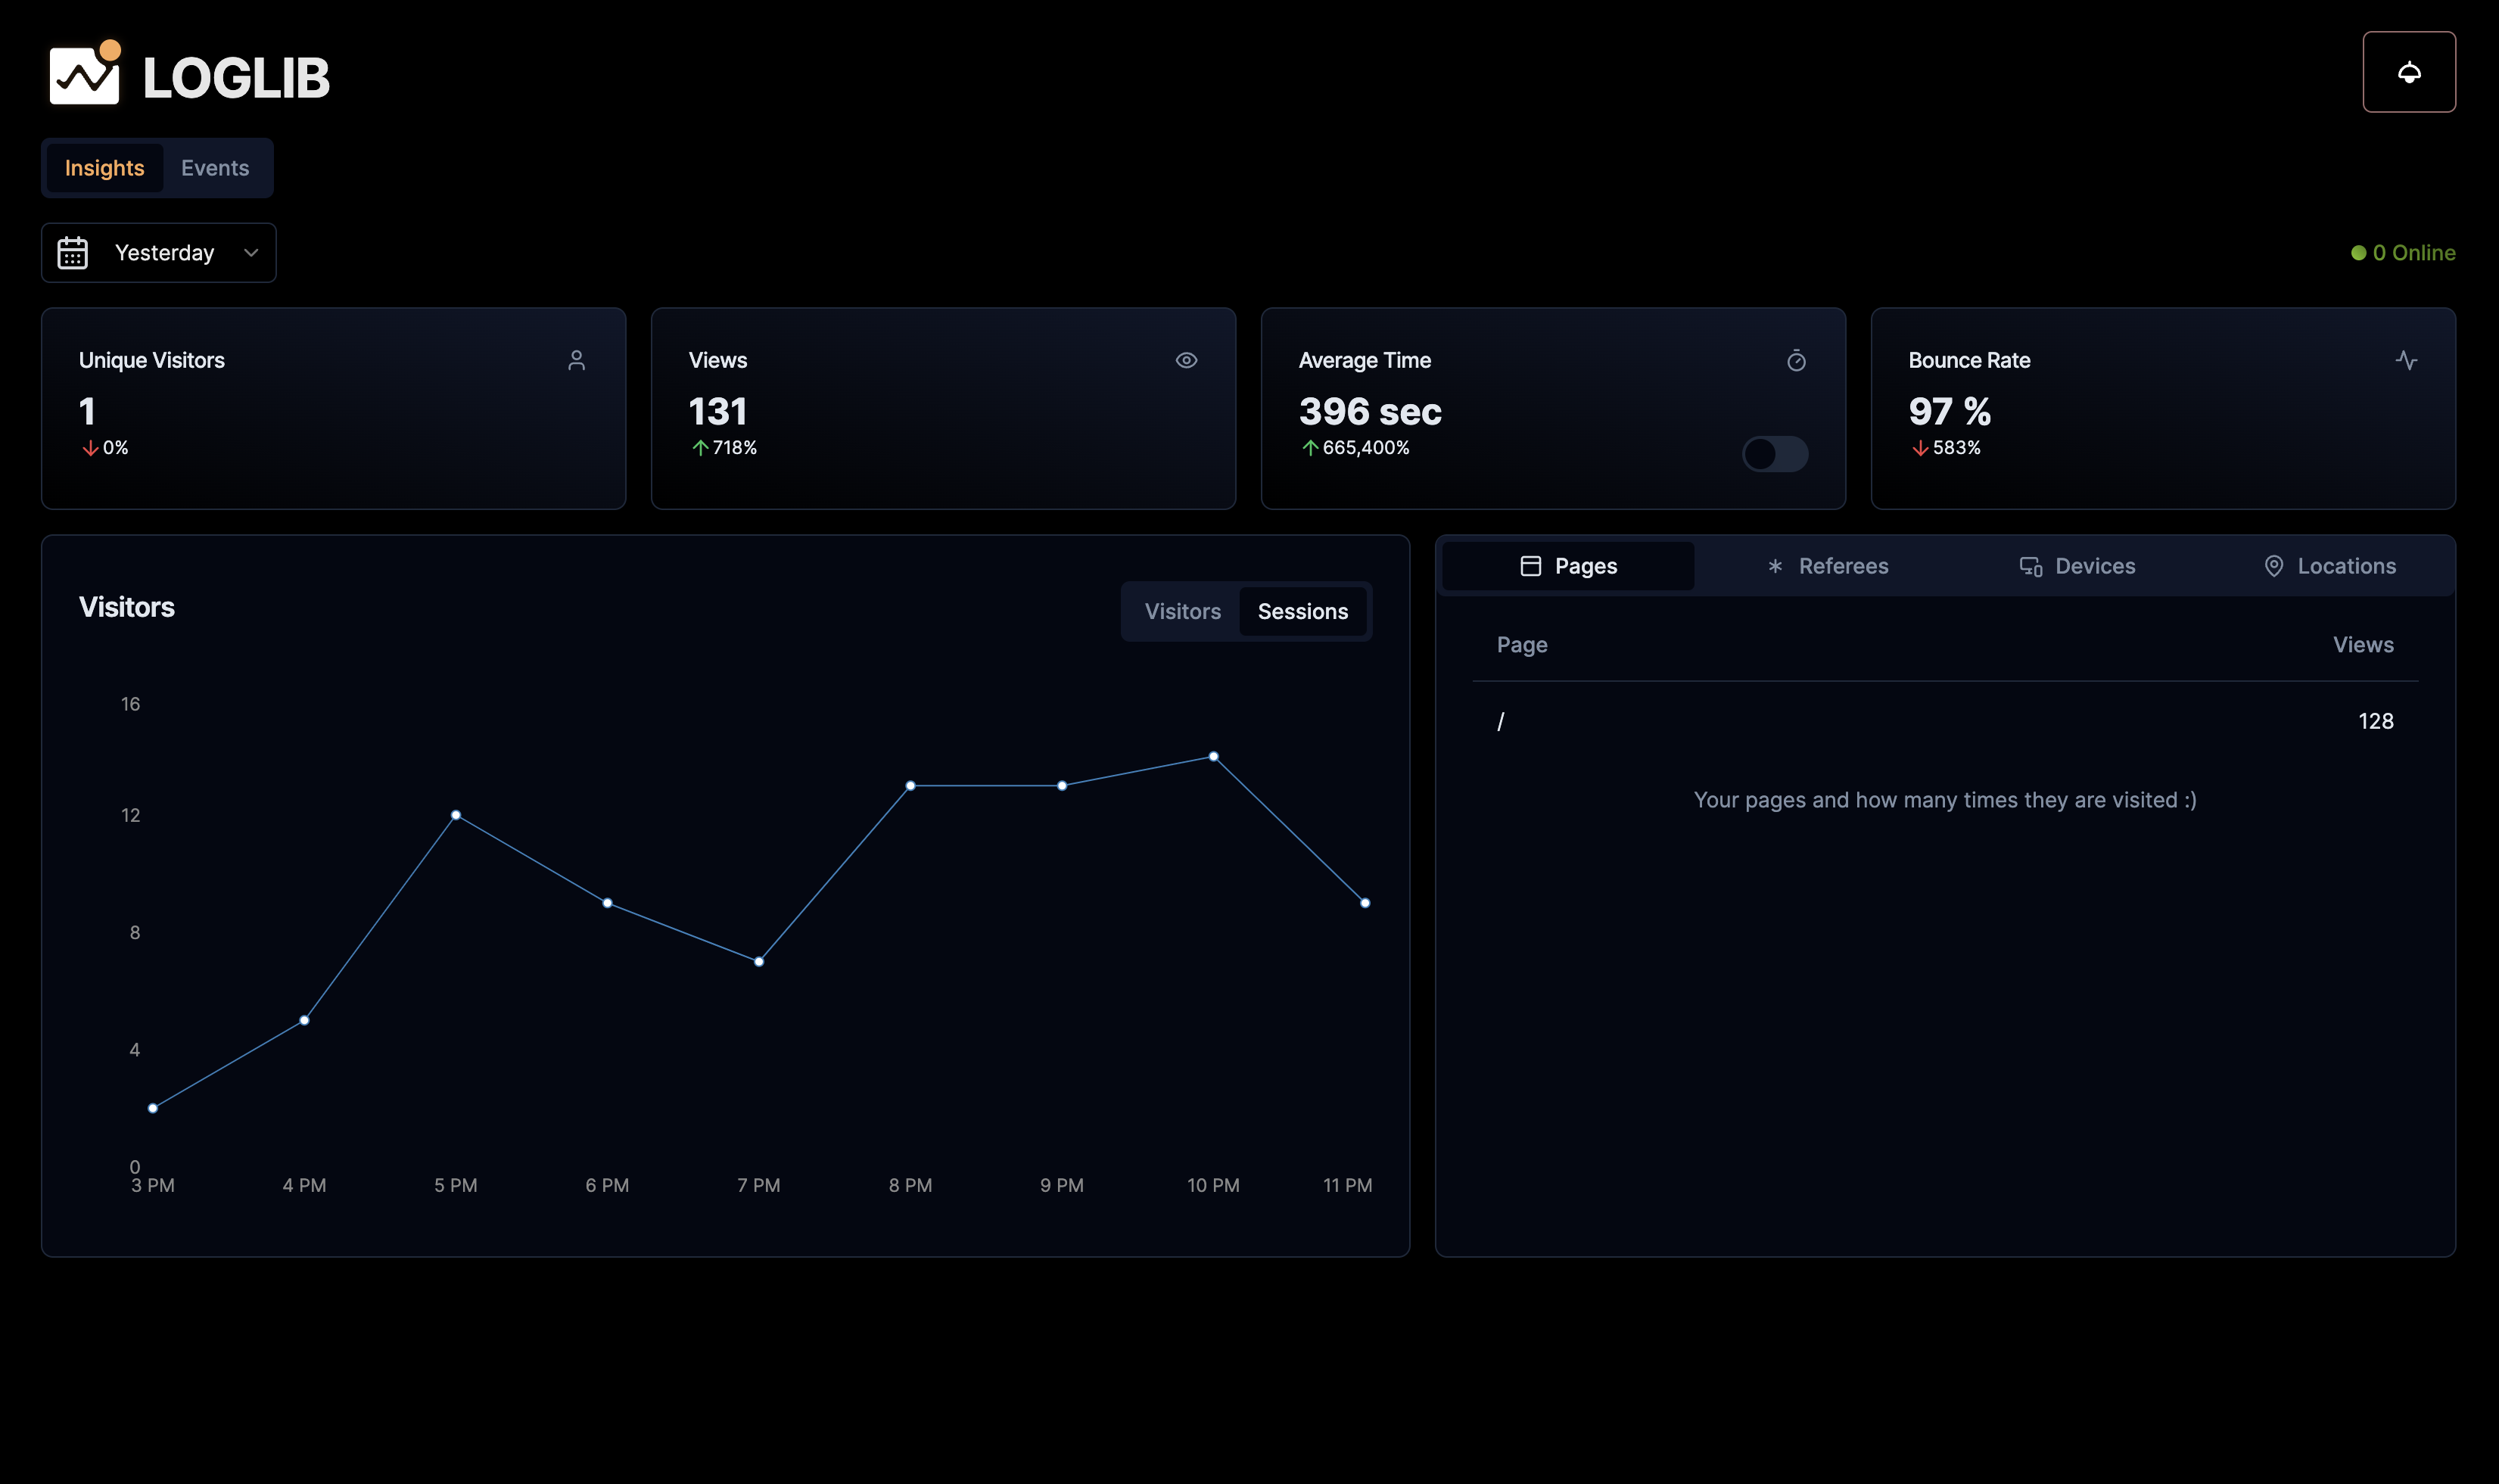 LOGLIB
Insights Events
Yesterday
0 Online
Unique Visitors
1
0%
Views
131
718%
Average Time
396 sec
665,400%
Bounce Rate
97 %
583%
Visitors
Visitors Sessions
16
12
8
4
0
3 PM 4 PM 5 PM 6 PM 7 PM 8 PM 9 PM 10 PM 11 PM
Pages Referees Devices Locations
Page Views
/ 128
Your pages and how many times they are visited :)